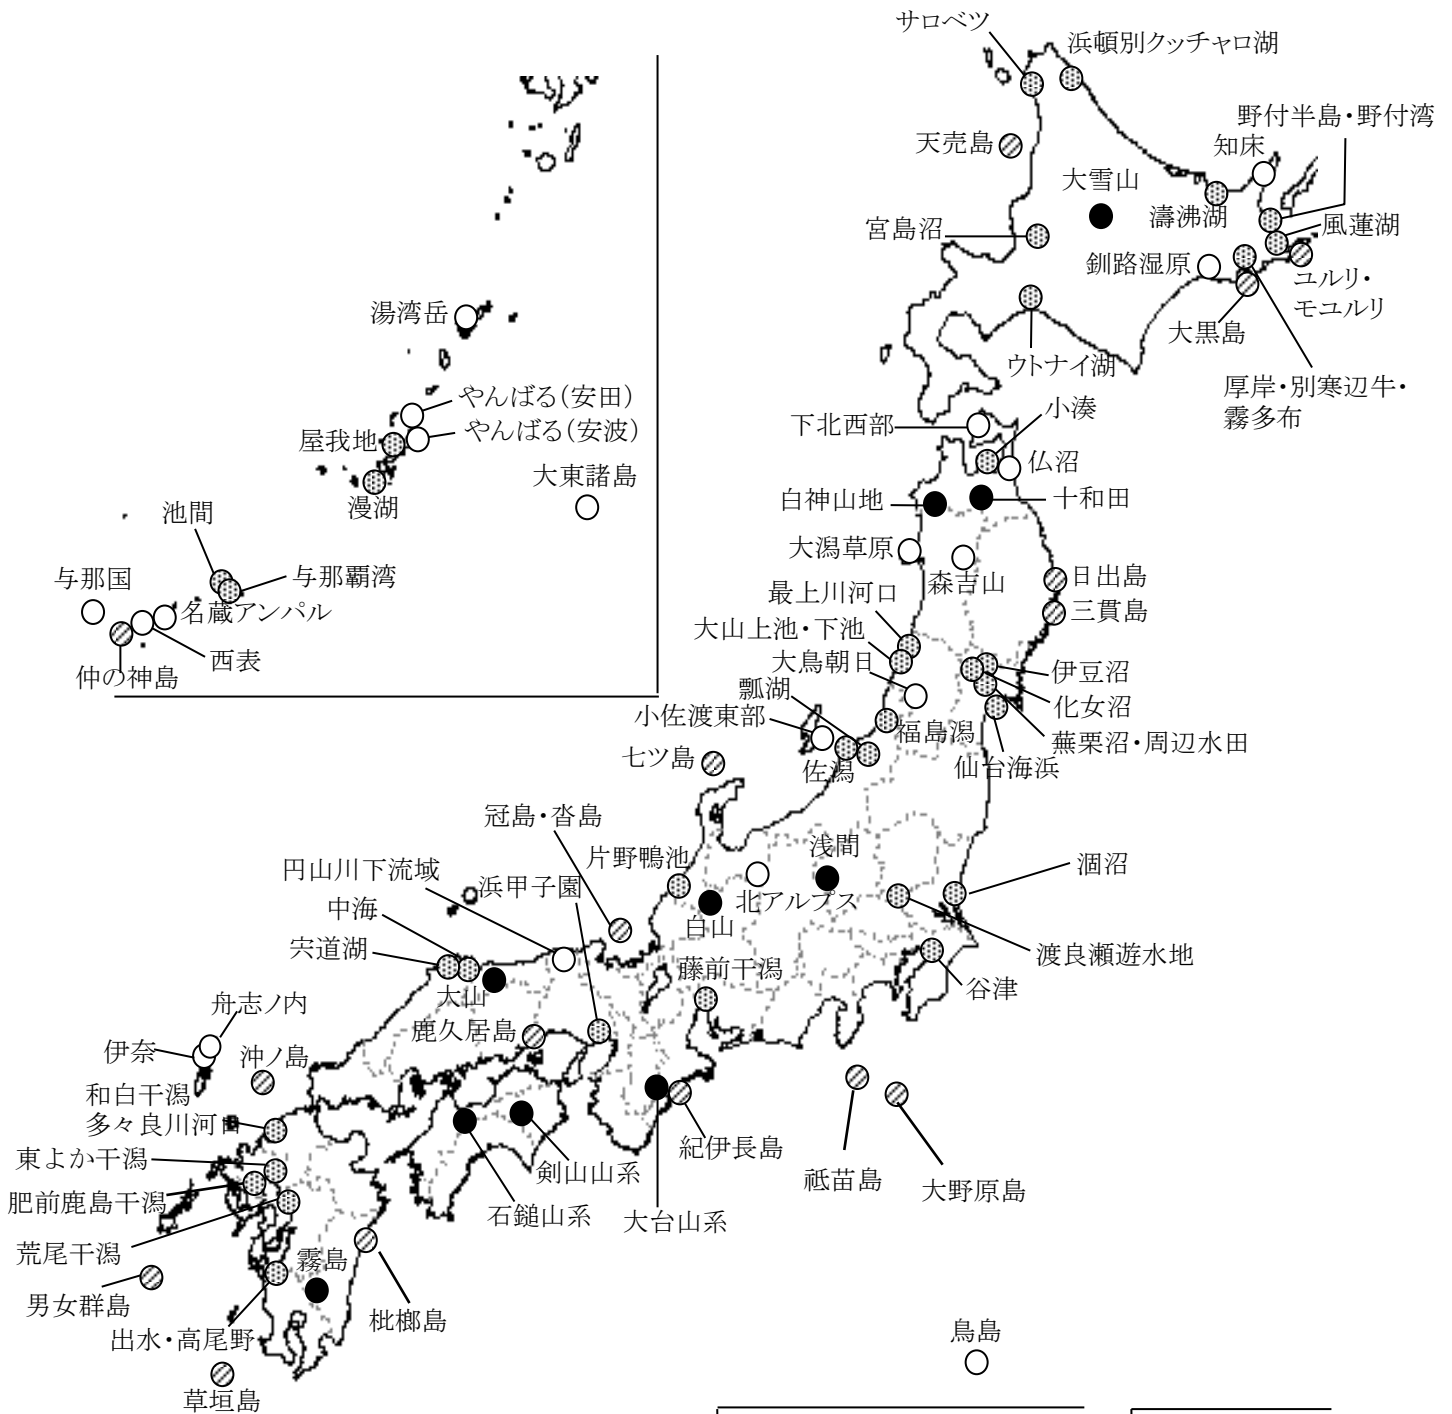 サロベツ
浜頓別クッチャロ湖
野付半島・野付湾
天売島
知床
大雪山
濤沸湖
宮島沼
風蓮湖
釧路湿原
ユルリ・
モユルリ
大黒島
ウトナイ湖
厚岸・別寒辺牛・
霧多布
湯湾岳
やんばる(安田)
やんばる(安波)
屋我地
大東諸島
漫湖
池間
与那国
与那覇湾
名蔵アンパル
西表
仲の神島
下北西部
小湊
仏沼
白神山地
十和田
大潟草原
森吉山
日出島
最上川河口
三貫島
大山上池・下池
大鳥朝日
伊豆沼
瓢湖
化女沼
小佐渡東部
福島潟
蕪栗沼・周辺水田
七ツ島
佐潟
仙台海浜
冠島・沓島
浅間
片野鴨池
涸沼
円山川下流域
浜甲子園
北アルプス
中海
白山
宍道湖
渡良瀬遊水地
藤前干潟
谷津
大山
舟志ノ内
鹿久居島
伊奈
沖ノ島
和白干潟
多々良川河口
紀伊長島
東よか干潟
剣山山系
祗苗島
大野原島
肥前鹿島干潟
石鎚山系
大台山系
荒尾干潟
霧島
男女群島
枇榔島
出水・高尾野
鳥島
草垣島